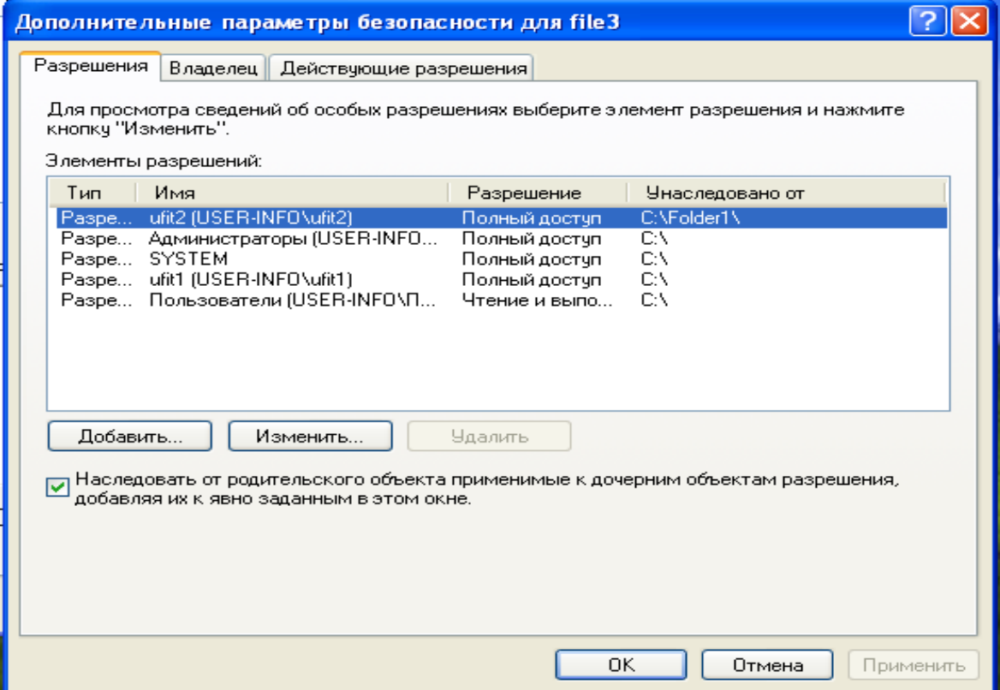 Дополнительные параметры безопасности для file3
Разрешения Владелец Действующие разрешения
Для просмотра сведений об особых разрешениях выберите элемент разрешения и нажмите
кнопку "Изменить".
Элементы разрешений:
Тип Имя Разрешение Унаследовано от
Разре... ufit2 (USER-INFO\ufit2) Полный доступ C:\Folder1\
Разре... Администраторы (USER-INFO... Полный доступ C:\
Разре... SYSTEM Полный доступ C:\
Разре... ufit1 (USER-INFO\ufit1) Полный доступ C:\
Разре... Пользователи (USER-INFO\П... Чтение и выпо... C:\
Добавить... Изменить... Удалить
Наследовать от родительского объекта применимые к дочерним объектам разрешения,
добавляя их к явно заданным в этом окне.
OK Отмена Применить